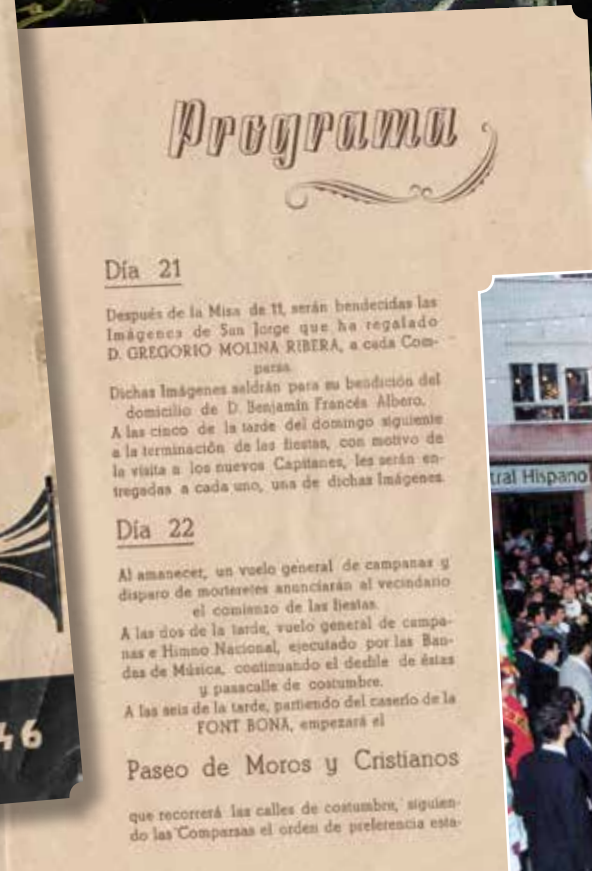 Programa
Día 21
Después de la Misa de 11, serán bendecidas las
Imágenes de San Jorge que ha regalado
D. GREGORIO MOLINA RIBERA, a cada Com-
parsa.
Dichas Imágenes saldrán para su bendición del
domicilio de D. Benjamín Francés Albero.
A las cinco de la tarde del domingo siguiente
a la terminación de las fiestas, con motivo de
la visita a los nuevos Capitanes, les serán en-
tregadas a cada uno, una de dichas Imágenes.
Día 22
Al amanecer, un vuelo general de campanas y
disparo de morteretes anunciarán al vecindario
el comienzo de las fiestas.
A las dos de la tarde, vuelo general de campa-
nas e Himno Nacional, ejecutado por las Ban-
das de Música, continuando el desfile de éstas
y pasacalle de costumbre.
A las seis de la tarde, partiendo del caserío de la
FONT BONA, empezará el
Paseo de Moros y Cristianos
que recorrerá las calles de costumbre, siguien-
do las Comparsas el orden de preferencia esta-
46
tral Hispano